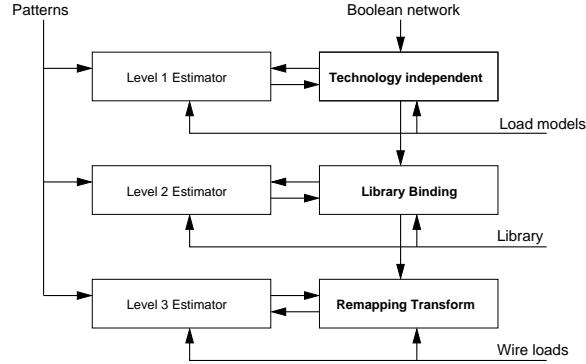 Patterns
Boolean network
Level 1 Estimator
Technology independent
Load models
Level 2 Estimator
Library Binding
Library
Level 3 Estimator
Remapping Transform
Wire loads